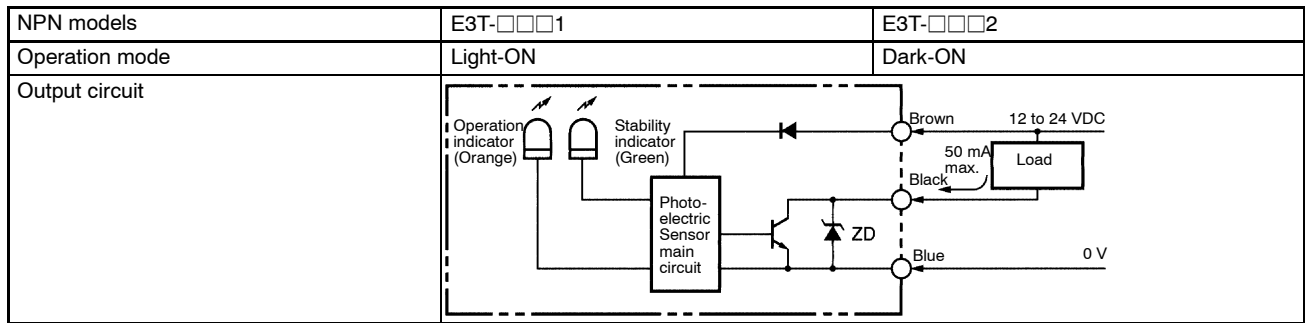 NPN models
E3T-□□□1
E3T-□□□2
Operation mode
Light-ON
Dark-ON
Output circuit
Operation
indicator
(Orange)
Stability
indicator
(Green)
Photo-
electric
Sensor
main
circuit
ZD
Brown
12 to 24 VDC
50 mA
max.
Load
Black
Blue
0 V